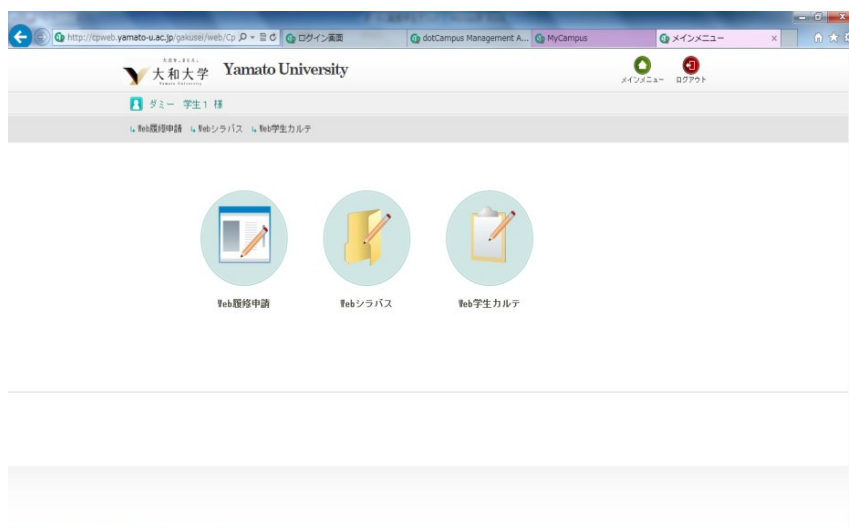 http://cpweb.yamato-u.ac.jp/gakusei/web/Cp ログイン画面 dotCampus Management A... MyCampus メインメニュー
大和大学 Yamato University
Yamato University
メインメニュー ログアウト
ダミー 学生1 様
Web履修申請 Webシラバス Web学生カルテ
Web履修申請 Webシラバス Web学生カルテ